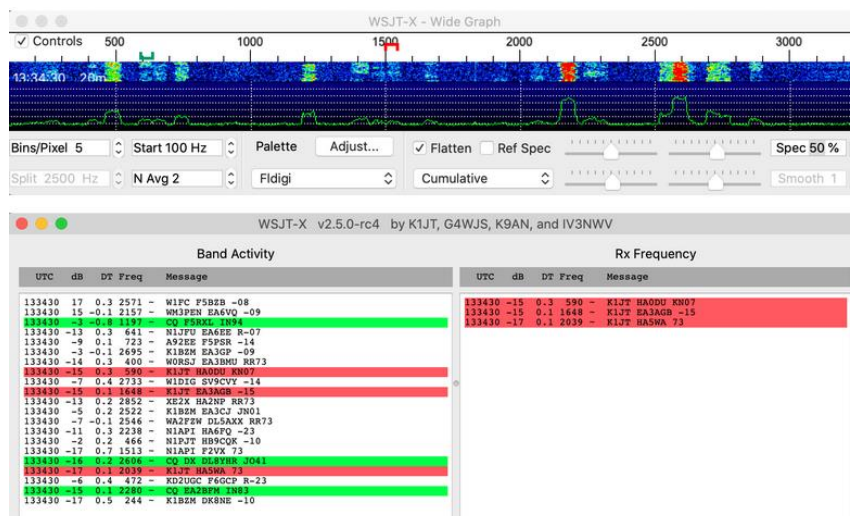 WSJT-X - Wide Graph
Controls 500 1000 1500 2000 2500 3000
13:34:30 20m
Bins/Pixel 5 Start 100 Hz Palette Adjust... Flatten Ref Spec Spec 50 %
Split 2500 Hz N Avg 2 Fldigi Cumulative Smooth 1
WSJT-X v2.5.0-rc4 by K1JT, G4WJS, K9AN, and IV3NWV
Band Activity
UTC dB DT Freq Message
133430 17 0.3 2571 ~ W1FC F5BZB -08
133430 15 -0.1 2157 ~ WM3PEN EA6VQ -09
133430 -3 -0.8 1197 ~ CQ F5RXL IN94
133430 -13 0.3 641 ~ N1JFU EA6EE R-07
133430 -9 0.1 723 ~ A92EE F5PSR -14
133430 -3 -0.1 2695 ~ K1BZM EA3GP -09
133430 -14 0.3 400 ~ W0RSJ EA3BMU RR73
133430 -15 0.3 590 ~ K1JT HA0DU KN07
133430 -7 0.4 2733 ~ W1DIG SV9CVY -14
133430 -15 0.1 1648 ~ K1JT EA3AGB -15
133430 -13 0.2 2852 ~ XE2X HA2NP RR73
133430 -5 0.2 2522 ~ K1BZM EA3CJ JN01
133430 -7 -0.1 2546 ~ WA2FZW DL5AXX RR73
133430 -11 0.3 2238 ~ N1API HA6FQ -23
133430 -2 0.2 466 ~ N1PJT HB9CQK -10
133430 -17 0.7 1513 ~ N1API F2VX 73
133430 -16 0.2 2606 ~ CQ DX DL8YHR JO41
133430 -17 0.1 2039 ~ K1JT HA5WA 73
133430 -6 0.4 472 ~ KD2UGC F6GCP R-23
133430 -15 0.1 2280 ~ CQ EA2BFM IN83
133430 -17 0.5 244 ~ K1BZM DK8NE -10
Rx Frequency
UTC dB DT Freq Message
133430 -15 0.3 590 ~ K1JT HA0DU KN07
133430 -15 0.1 1648 ~ K1JT EA3AGB -15
133430 -17 0.1 2039 ~ K1JT HA5WA 73